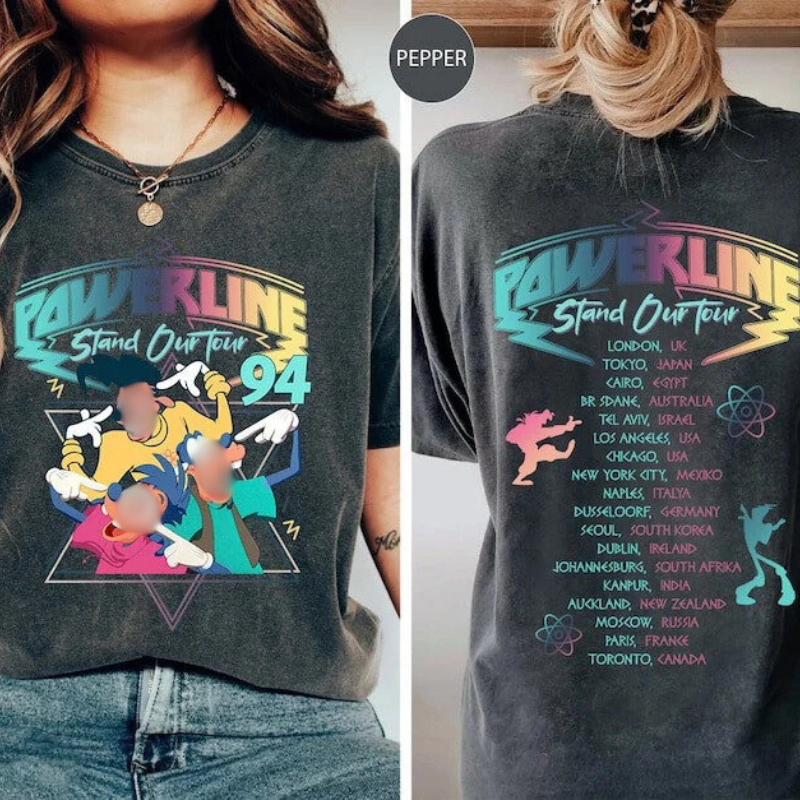 POWERLINE
Stand Our Tour
94
PEPPER
POWERLINE
Stand Our Tour
LONDON, UK
TOKYO, JAPAN
CAIRO, EGYPT
BR SDANE, AUSTRALIA
TEL AVIV, ISRAEL
LOS ANGELES, USA
CHICAGO, USA
NEW YORK CITY, MEXIKO
NAPLES, ITALYA
DUSSELOORF, GERMANY
SEOUL, SOUTH KOREA
DUBLIN, IRELAND
JOHANNESBURG, SOUTH AFRIKA
KANPUR, INDIA
AUCKLAND, NEW ZEALAND
MOSCOW, RUSSIA
PARIS, FRANCE
TORONTO, CANADA